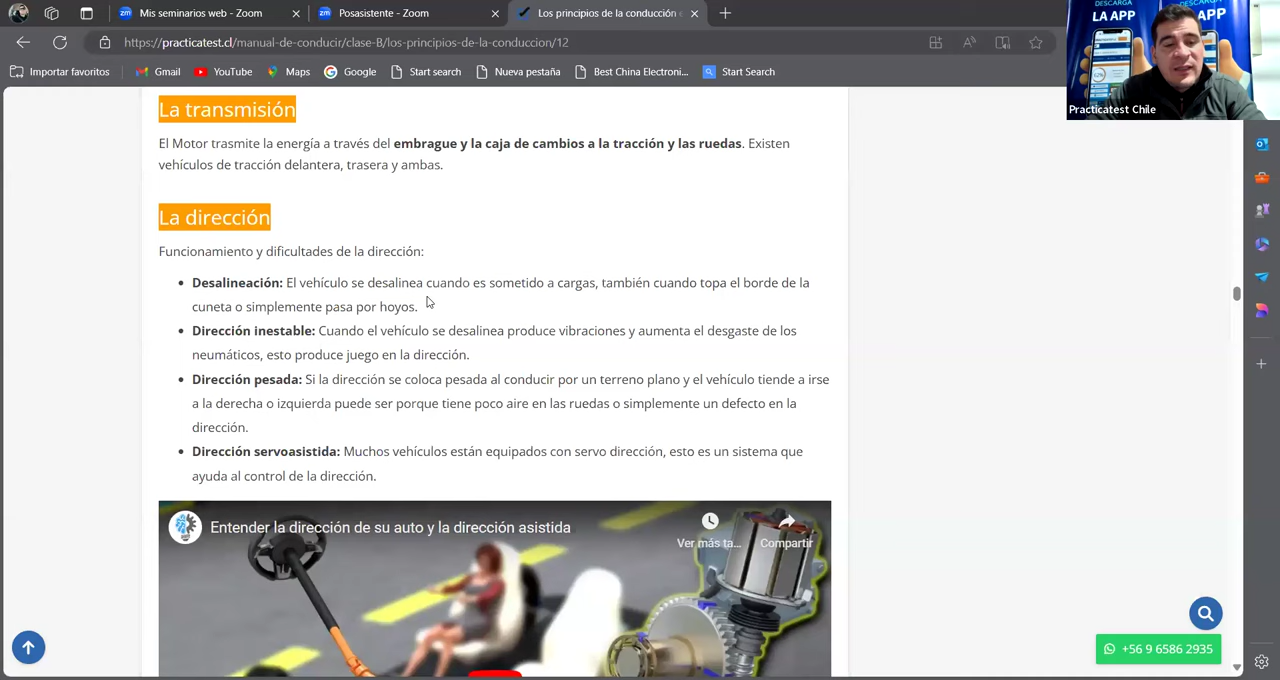 Mis seminarios web - Zoom
Posasistente - Zoom
Los principios de la conducción
DESCARGA
LA APP
DESCARGA
https://practicatest.cl/manual-de-conducir/clase-B/los-principios-de-la-conduccion/12
Importar favoritos
Gmail
YouTube
Maps
Google
Start search
Nueva pestaña
Best China Electroni...
Start Search
Practicatest Chile
La transmisión
El Motor trasmite la energía a través del embrague y la caja de cambios a la tracción y las ruedas. Existen
vehículos de tracción delantera, trasera y ambas.
La dirección
Funcionamiento y dificultades de la dirección:
Desalineación: El vehículo se desalinea cuando es sometido a cargas, también cuando topa el borde de la
cuneta o simplemente pasa por hoyos.
Dirección inestable: Cuando el vehículo se desalinea produce vibraciones y aumenta el desgaste de los
neumáticos, esto produce juego en la dirección.
Dirección pesada: Si la dirección se coloca pesada al conducir por un terreno plano y el vehículo tiende a irse
a la derecha o izquierda puede ser porque tiene poco aire en las ruedas o simplemente un defecto en la
dirección.
Dirección servoasistida: Muchos vehículos están equipados con servo dirección, esto es un sistema que
ayuda al control de la dirección.
Entender la dirección de su auto y la dirección asistida
Ver más ta...
Compartir
+56 9 6586 2935